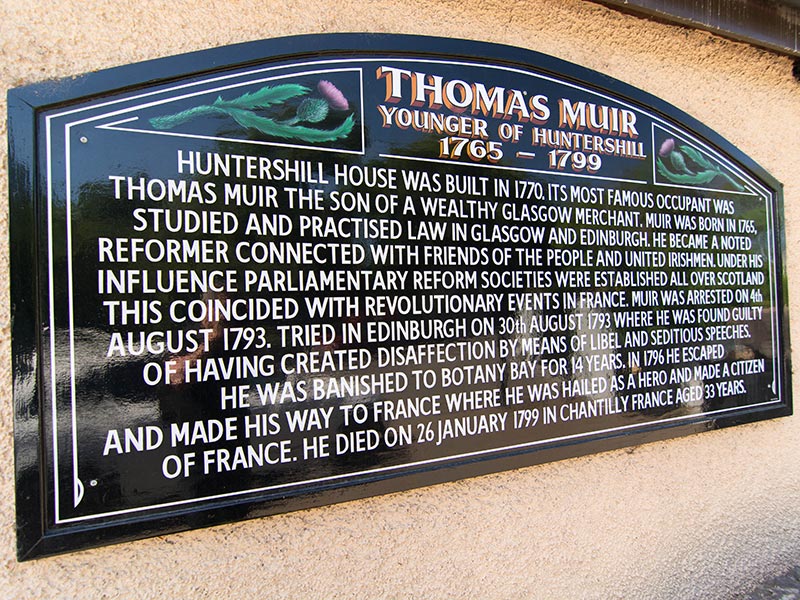 THOMAS MUIR
YOUNGER OF HUNTERSHILL
1765 – 1799
HUNTERSHILL HOUSE WAS BUILT IN 1770. ITS MOST FAMOUS OCCUPANT WAS
THOMAS MUIR THE SON OF A WEALTHY GLASGOW MERCHANT. MUIR WAS BORN IN 1765,
STUDIED AND PRACTISED LAW IN GLASGOW AND EDINBURGH. HE BECAME A NOTED
REFORMER CONNECTED WITH FRIENDS OF THE PEOPLE AND UNITED IRISHMEN. UNDER HIS
INFLUENCE PARLIAMENTARY REFORM SOCIETIES WERE ESTABLISHED ALL OVER SCOTLAND
THIS COINCIDED WITH REVOLUTIONARY EVENTS IN FRANCE. MUIR WAS ARRESTED ON 4th
AUGUST 1793. TRIED IN EDINBURGH ON 30th AUGUST 1793 WHERE HE WAS FOUND GUILTY
OF HAVING CREATED DISAFFECTION BY MEANS OF LIBEL AND SEDITIOUS SPEECHES.
HE WAS BANISHED TO BOTANY BAY FOR 14 YEARS. IN 1796 HE ESCAPED
AND MADE HIS WAY TO FRANCE WHERE HE WAS HAILED AS A HERO AND MADE A CITIZEN
OF FRANCE. HE DIED ON 26 JANUARY 1799 IN CHANTILLY FRANCE AGED 33 YEARS.